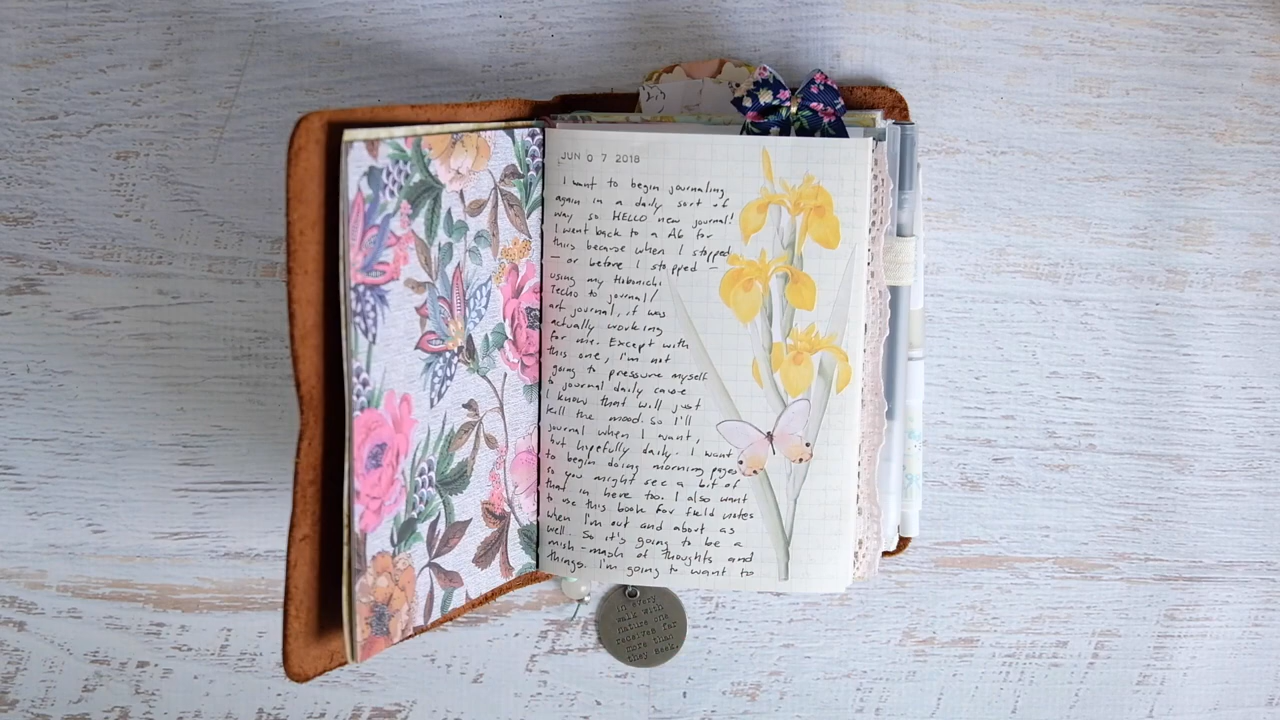 JUN 0 7 2018
I want to begin journaling
again in a daily sort of
way so HELLO new journal!
I went back to a A6 for
this because when I stopped
— or before I stopped —
using my Hobonichi
Techo to journal/
art journal, it was
actually working
for me. Except with
this one, I'm not
going to pressure myself
to journal daily cause
I know that will just
kill the mood. So I'll
journal when I want,
but hopefully daily. I want
to begin doing morning pages
so you might see a bit of
that in here too. I also want
to use this book for field notes
when I'm out and about as
well. So it's going to be a
mish-mash of thoughts and
things. I'm going to want to
in every
walk with
nature one
receives far
more than
they seek.